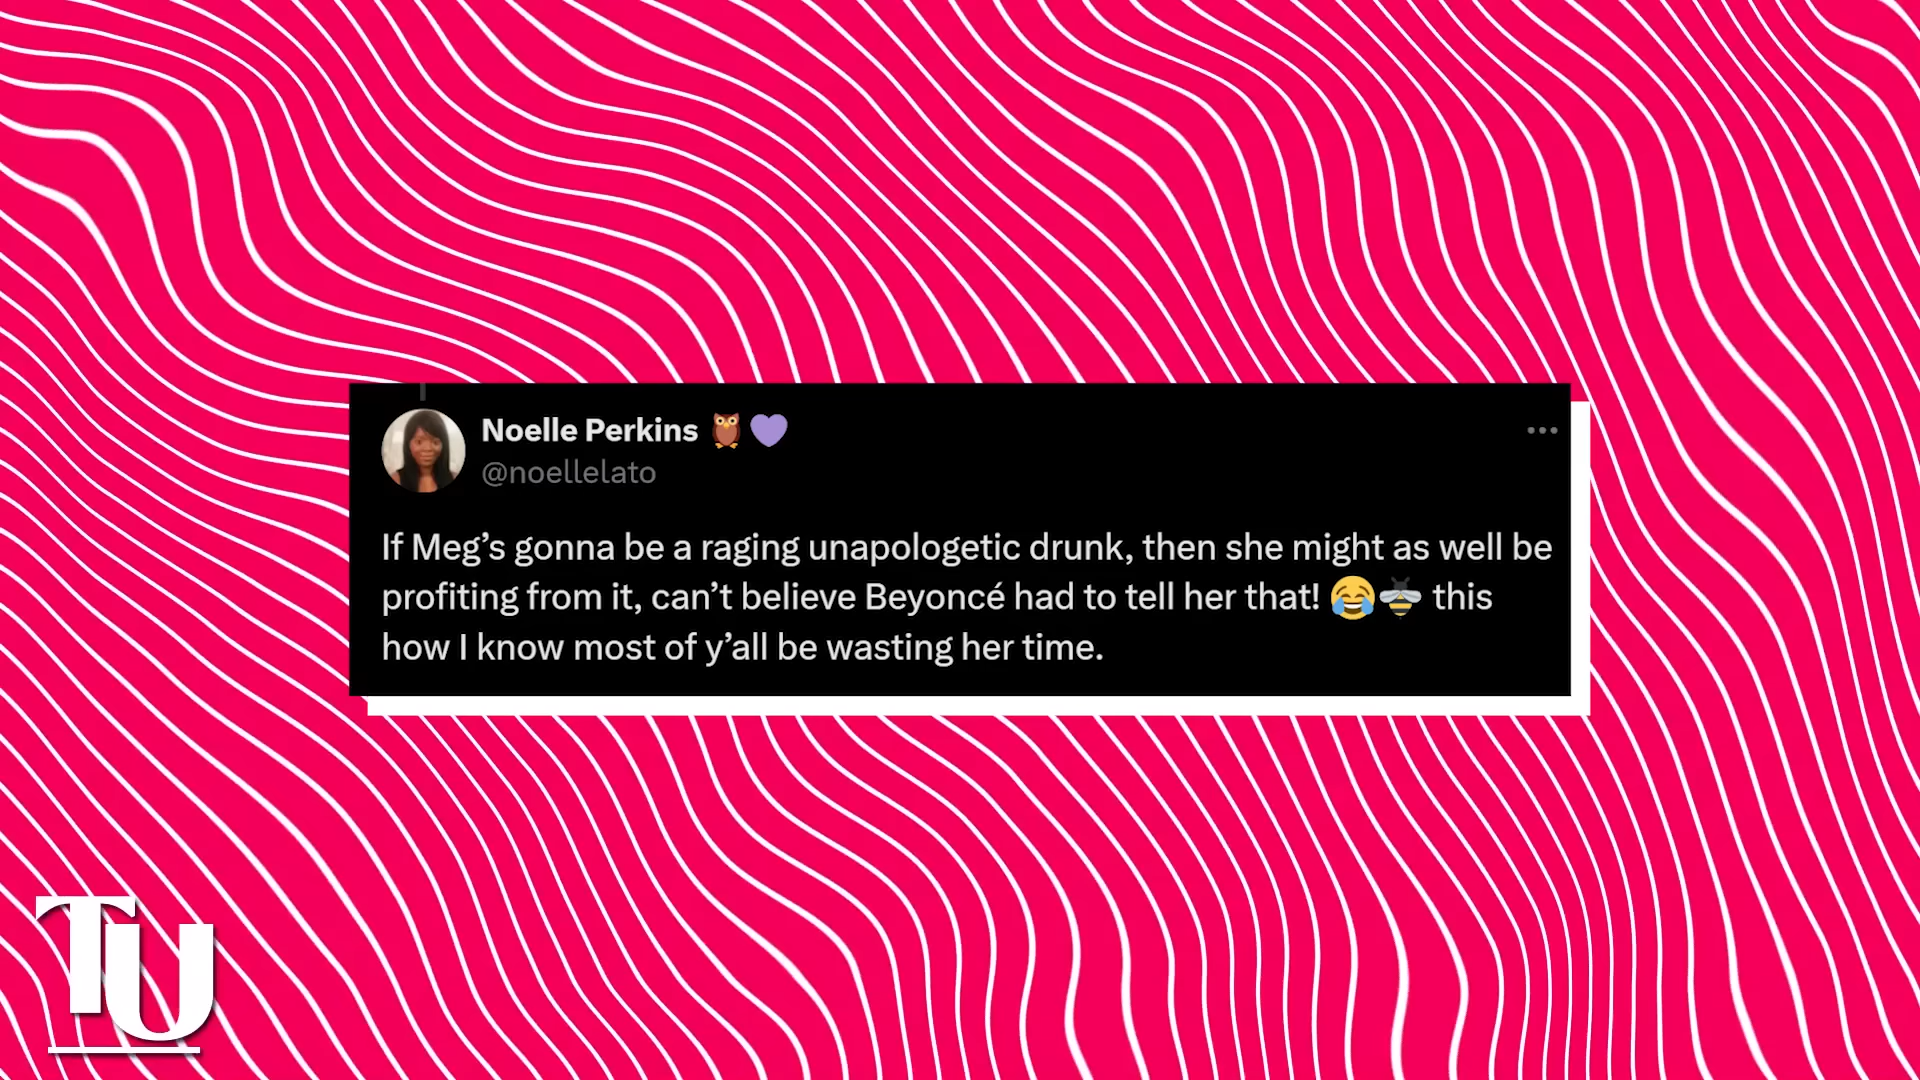 Noelle Perkins 🦉💜
@noellelato
If Meg’s gonna be a raging unapologetic drunk, then she might as well be
profiting from it, can’t believe Beyoncé had to tell her that! 😂🐝 this
how I know most of y’all be wasting her time.
TU